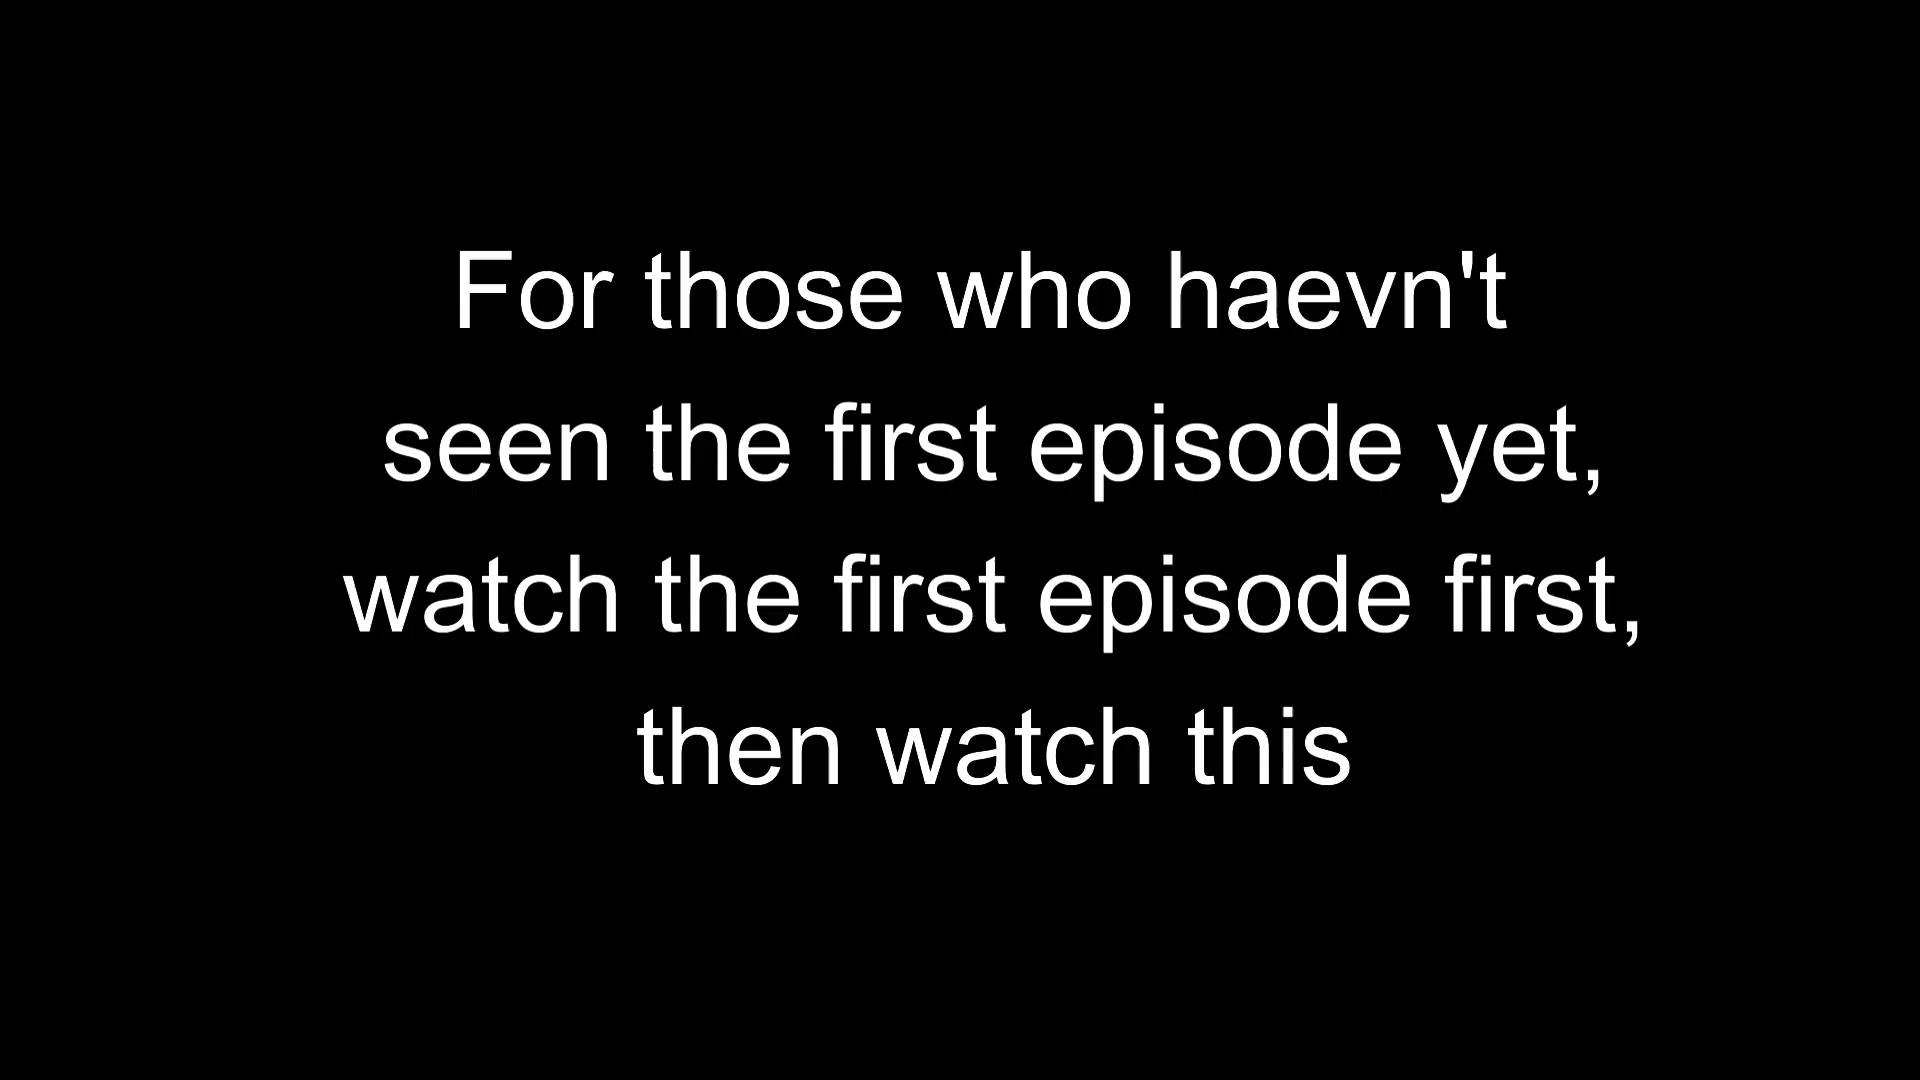 For those who haevn't
seen the first episode yet,
watch the first episode first,
then watch this